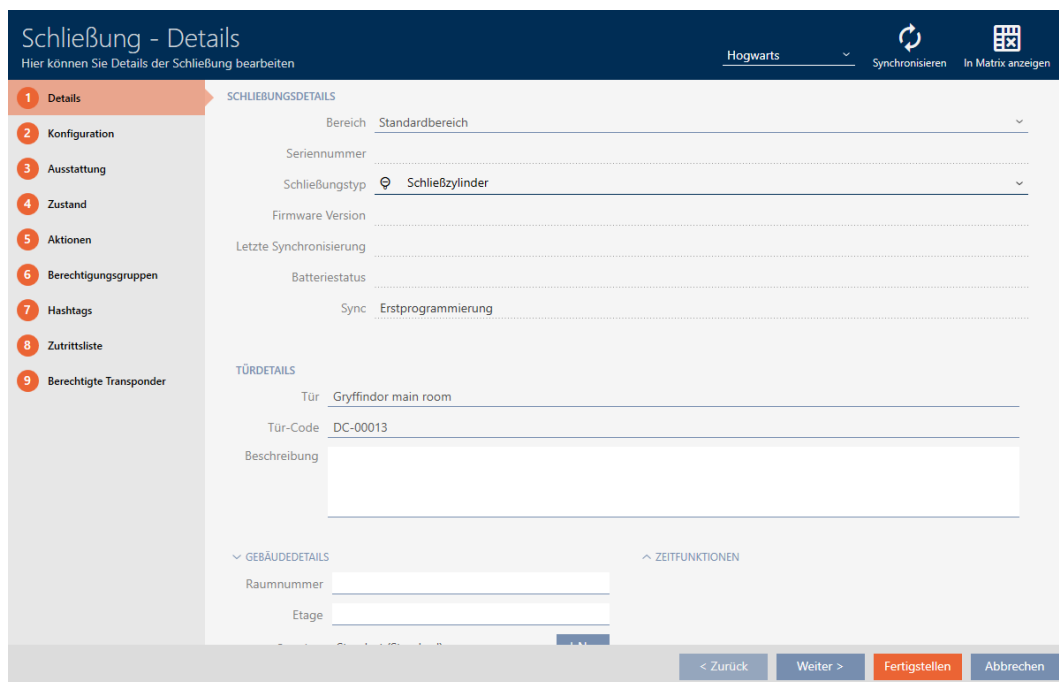 Schließung - Details
Hier können Sie Details der Schließung bearbeiten
Hogwarts
Synchronisieren
In Matrix anzeigen
1 Details
2 Konfiguration
3 Ausstattung
4 Zustand
5 Aktionen
6 Berechtigungsgruppen
7 Hashtags
8 Zutrittsliste
9 Berechtigte Transponder
SCHLIEßUNGSDETAILS
Bereich Standardbereich
Seriennummer
Schließungstyp Schließzylinder
Firmware Version
Letzte Synchronisierung
Batteriestatus
Sync Erstprogrammierung
TÜRDETAILS
Tür Gryffindor main room
Tür-Code DC-00013
Beschreibung
GEBÄUDEDETAILS
Raumnummer
Etage
ZEITFUNKTIONEN
< Zurück
Weiter >
Fertigstellen
Abbrechen